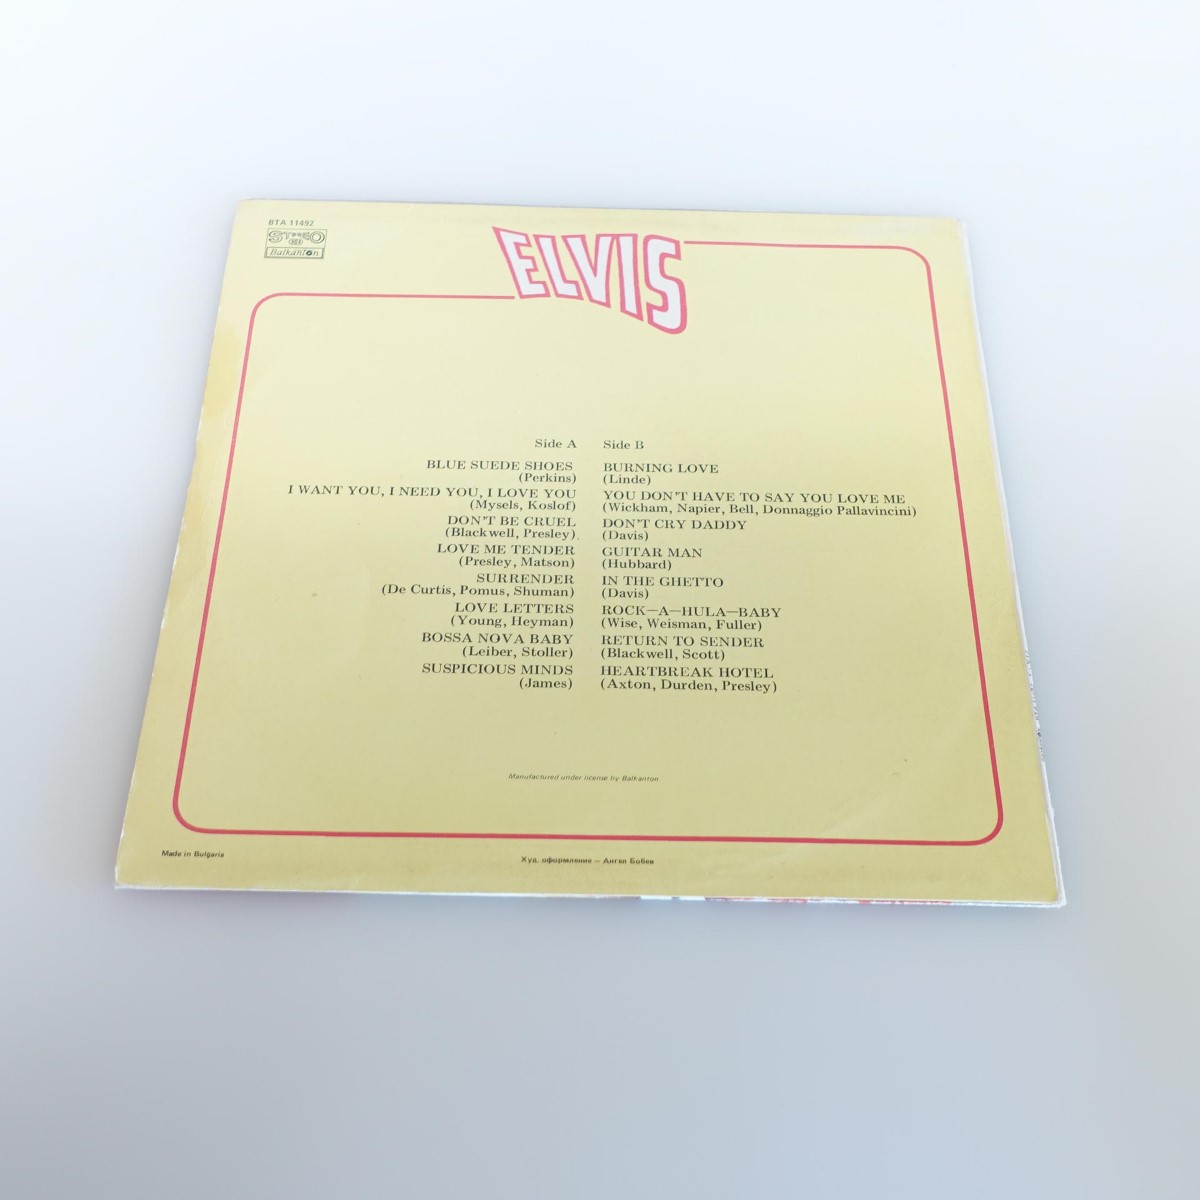 BTA 11492
STEREO
Balkanton
ELVIS
Side A
BLUE SUEDE SHOES
(Perkins)
I WANT YOU, I NEED YOU, I LOVE YOU
(Mysels, Koslof)
DON'T BE CRUEL
(Blackwell, Presley)
LOVE ME TENDER
(Presley, Matson)
SURRENDER
(De Curtis, Pomus, Shuman)
LOVE LETTERS
(Young, Heyman)
BOSSA NOVA BABY
(Leiber, Stoller)
SUSPICIOUS MINDS
(James)
Side B
BURNING LOVE
(Linde)
YOU DON'T HAVE TO SAY YOU LOVE ME
(Wickham, Napier, Bell, Donnaggio Pallavincini)
DON'T CRY DADDY
(Davis)
GUITAR MAN
(Hubbard)
IN THE GHETTO
(Davis)
ROCK—A—HULA—BABY
(Wise, Weisman, Fuller)
RETURN TO SENDER
(Blackwell, Scott)
HEARTBREAK HOTEL
(Axton, Durden, Presley)
Manufactured under license by Balkanton
Made in Bulgaria
Худ. оформление — Ангел Бобев